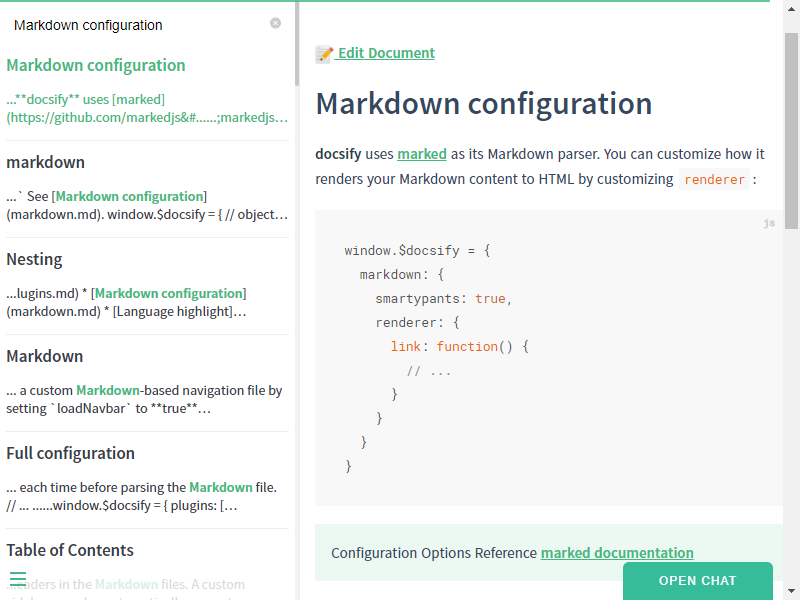 Markdown configuration
Markdown configuration
...**docsify** uses [marked]
(https://github.com/markedjs&#......;markedjs…
markdown
...` See [Markdown configuration]
(markdown.md). window.$docsify = { // object…
Nesting
...lugins.md) * [Markdown configuration]
(markdown.md) * [Language highlight]…
Markdown
... a custom Markdown-based navigation file by
setting `loadNavbar` to **true**…
Full configuration
... each time before parsing the Markdown file.
// ... ......window.$docsify = { plugins: […
Table of Contents
Markdown files. A custom
Edit Document
Markdown configuration
docsify uses marked as its Markdown parser. You can customize how it
renders your Markdown content to HTML by customizing renderer :
js
window.$docsify = {
  markdown: {
    smartypants: true,
    renderer: {
      link: function() {
        // ...
      }
    }
  }
}
Configuration Options Reference marked documentation
OPEN CHAT